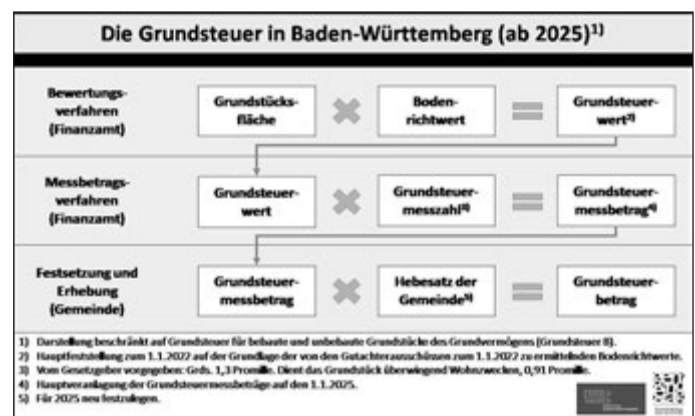 Die Grundsteuer in Baden-Württemberg (ab 2025)1)
Bewertungs-
verfahren
(Finanzamt)
Grundstücks-
fläche
Boden-
richtwert
Grundsteuer-
wert2)
Messbetrags-
verfahren
(Finanzamt)
Grundsteuer-
wert
Grundsteuer-
messzahl3)
Grundsteuer-
messbetrag4)
Festsetzung und
Erhebung
(Gemeinde)
Grundsteuer-
messbetrag
Hebesatz der
Gemeinde5)
Grundsteuer-
betrag
1) Darstellung beschränkt auf Grundsteuer für bebaute und unbebaute Grundstücke des Grundvermögens (Grundsteuer B).
2) Hauptfeststellung zum 1.1.2022 auf der Grundlage der von den Gutachterausschüssen zum 1.1.2022 zu ermittelnden Bodenrichtwerte.
3) Vom Gesetzgeber vorgegeben: Grds. 1,3 Promille. Dient das Grundstück überwiegend Wohnzwecken, 0,91 Promille.
4) Hauptveranlagung der Grundsteuermessbeträge auf den 1.1.2025.
5) Für 2025 neu festzulegen.